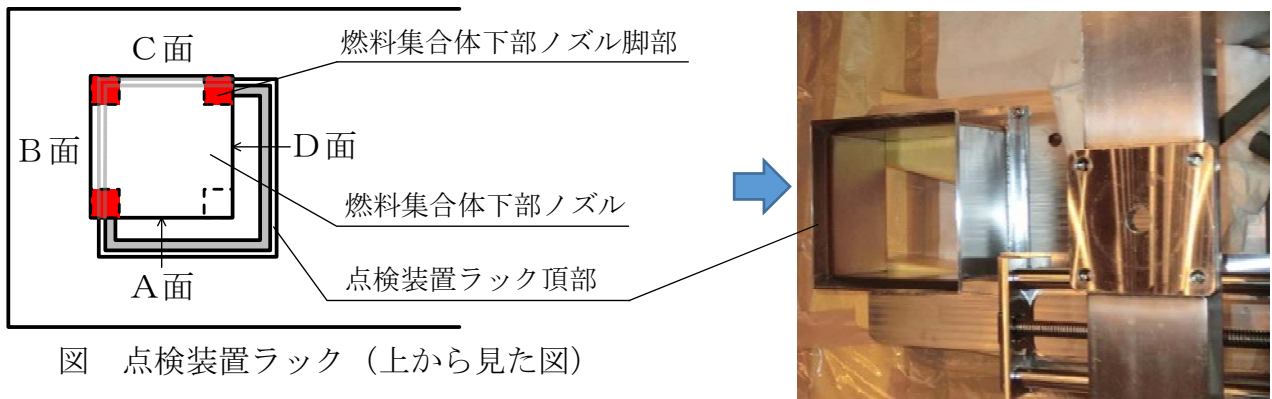 C面
燃料集合体下部ノズル脚部
B面
D面
燃料集合体下部ノズル
A面
点検装置ラック頂部
図 点検装置ラック（上から見た図）